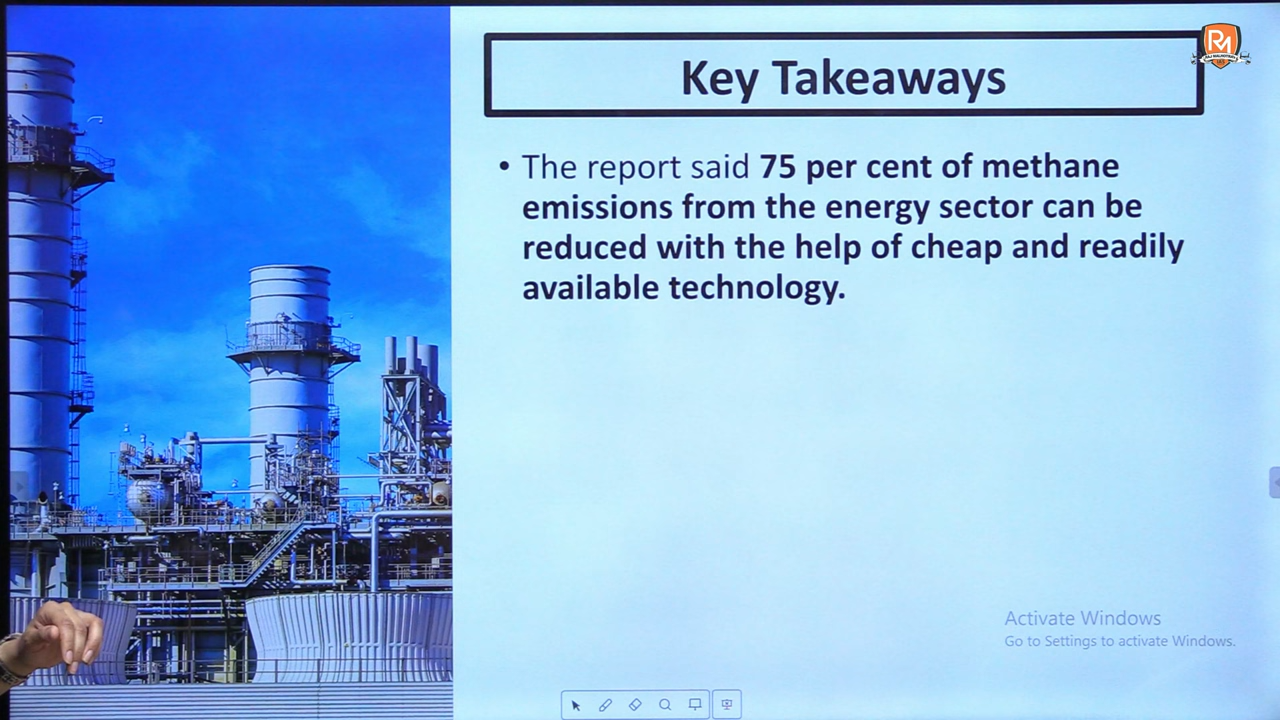 Key Takeaways
• The report said 75 per cent of methane
emissions from the energy sector can be
reduced with the help of cheap and readily
available technology.
Activate Windows
Go to Settings to activate Windows.